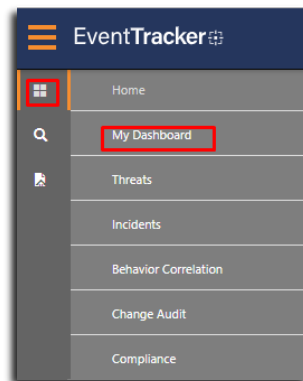 EventTracker
Home
My Dashboard
Threats
Incidents
Behavior Correlation
Change Audit
Compliance